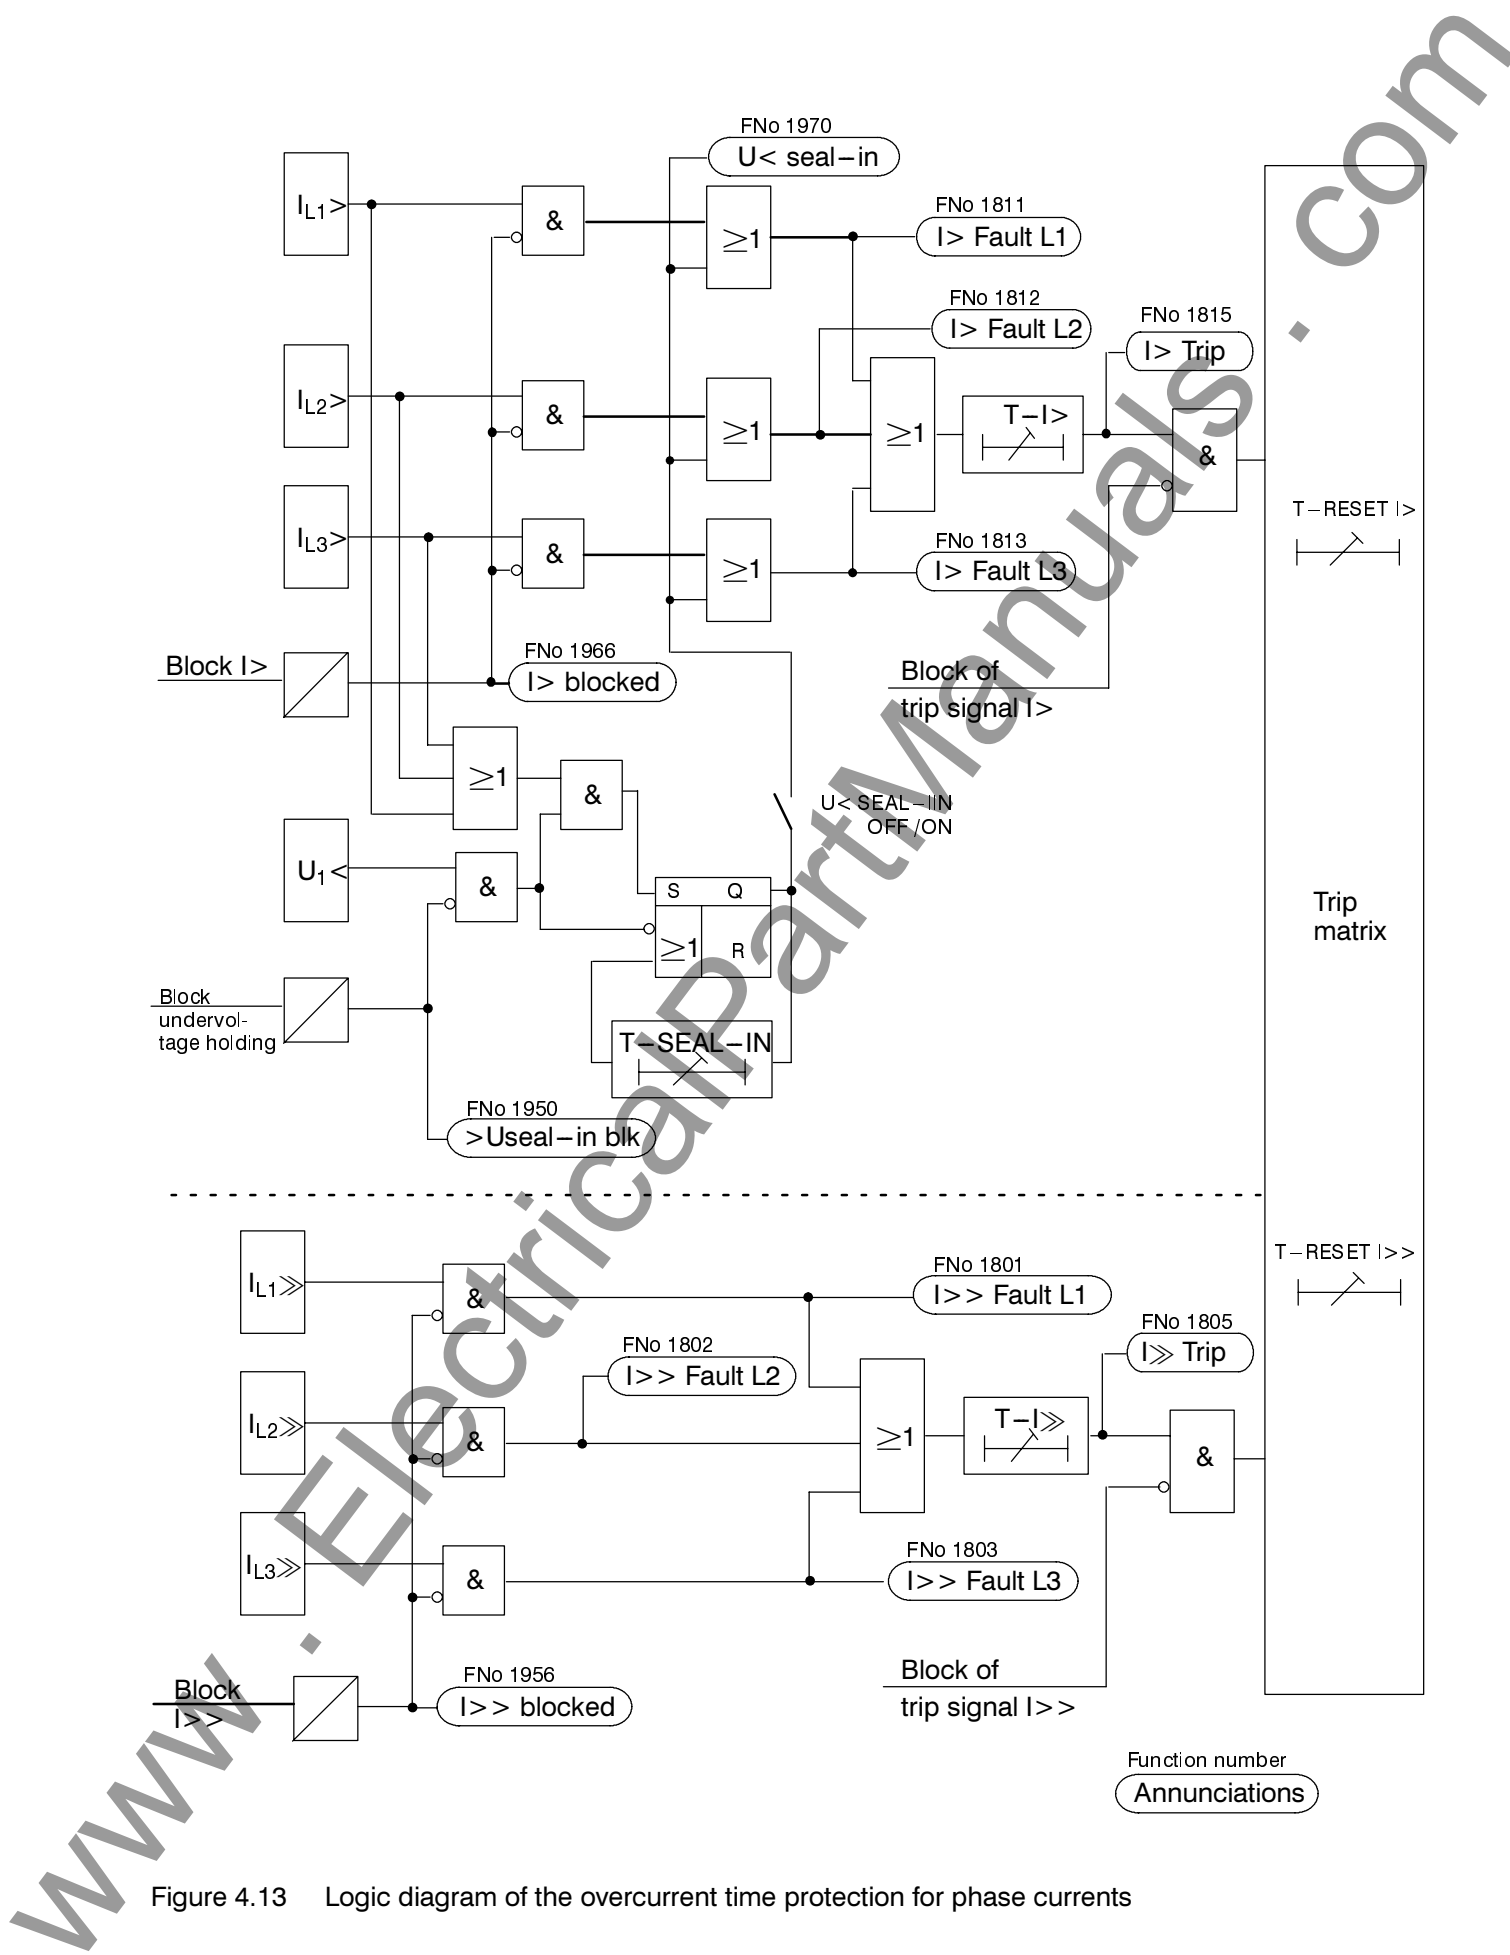 FNo 1970
U< seal–in
IL1>
&
≥1
FNo 1811
I> Fault L1
FNo 1812
I> Fault L2
FNo 1815
I> Trip
IL2>
&
≥1
≥1
T–I>
&
T–RESET I>
IL3>
&
≥1
FNo 1813
I> Fault L3
Block I>
FNo 1966
I> blocked
Block of
trip signal I>
≥1
&
U< SEAL–IN
OFF/ON
U1<
&
S Q
≥1 R
Trip
matrix
Block
undervol-
tage holding
T–SEAL–IN
FNo 1950
>Useal–in blk
IL1>>
&
FNo 1801
I>> Fault L1
T–RESET I>>
FNo 1802
I>> Fault L2
FNo 1805
I>> Trip
IL2>>
&
≥1
T–I>>
&
IL3>>
&
FNo 1803
I>> Fault L3
Block
I>>
FNo 1956
I>> blocked
Block of
trip signal I>>
Function number
Annunciations
Figure 4.13 Logic diagram of the overcurrent time protection for phase currents
www . ElectricalPartManuals . com